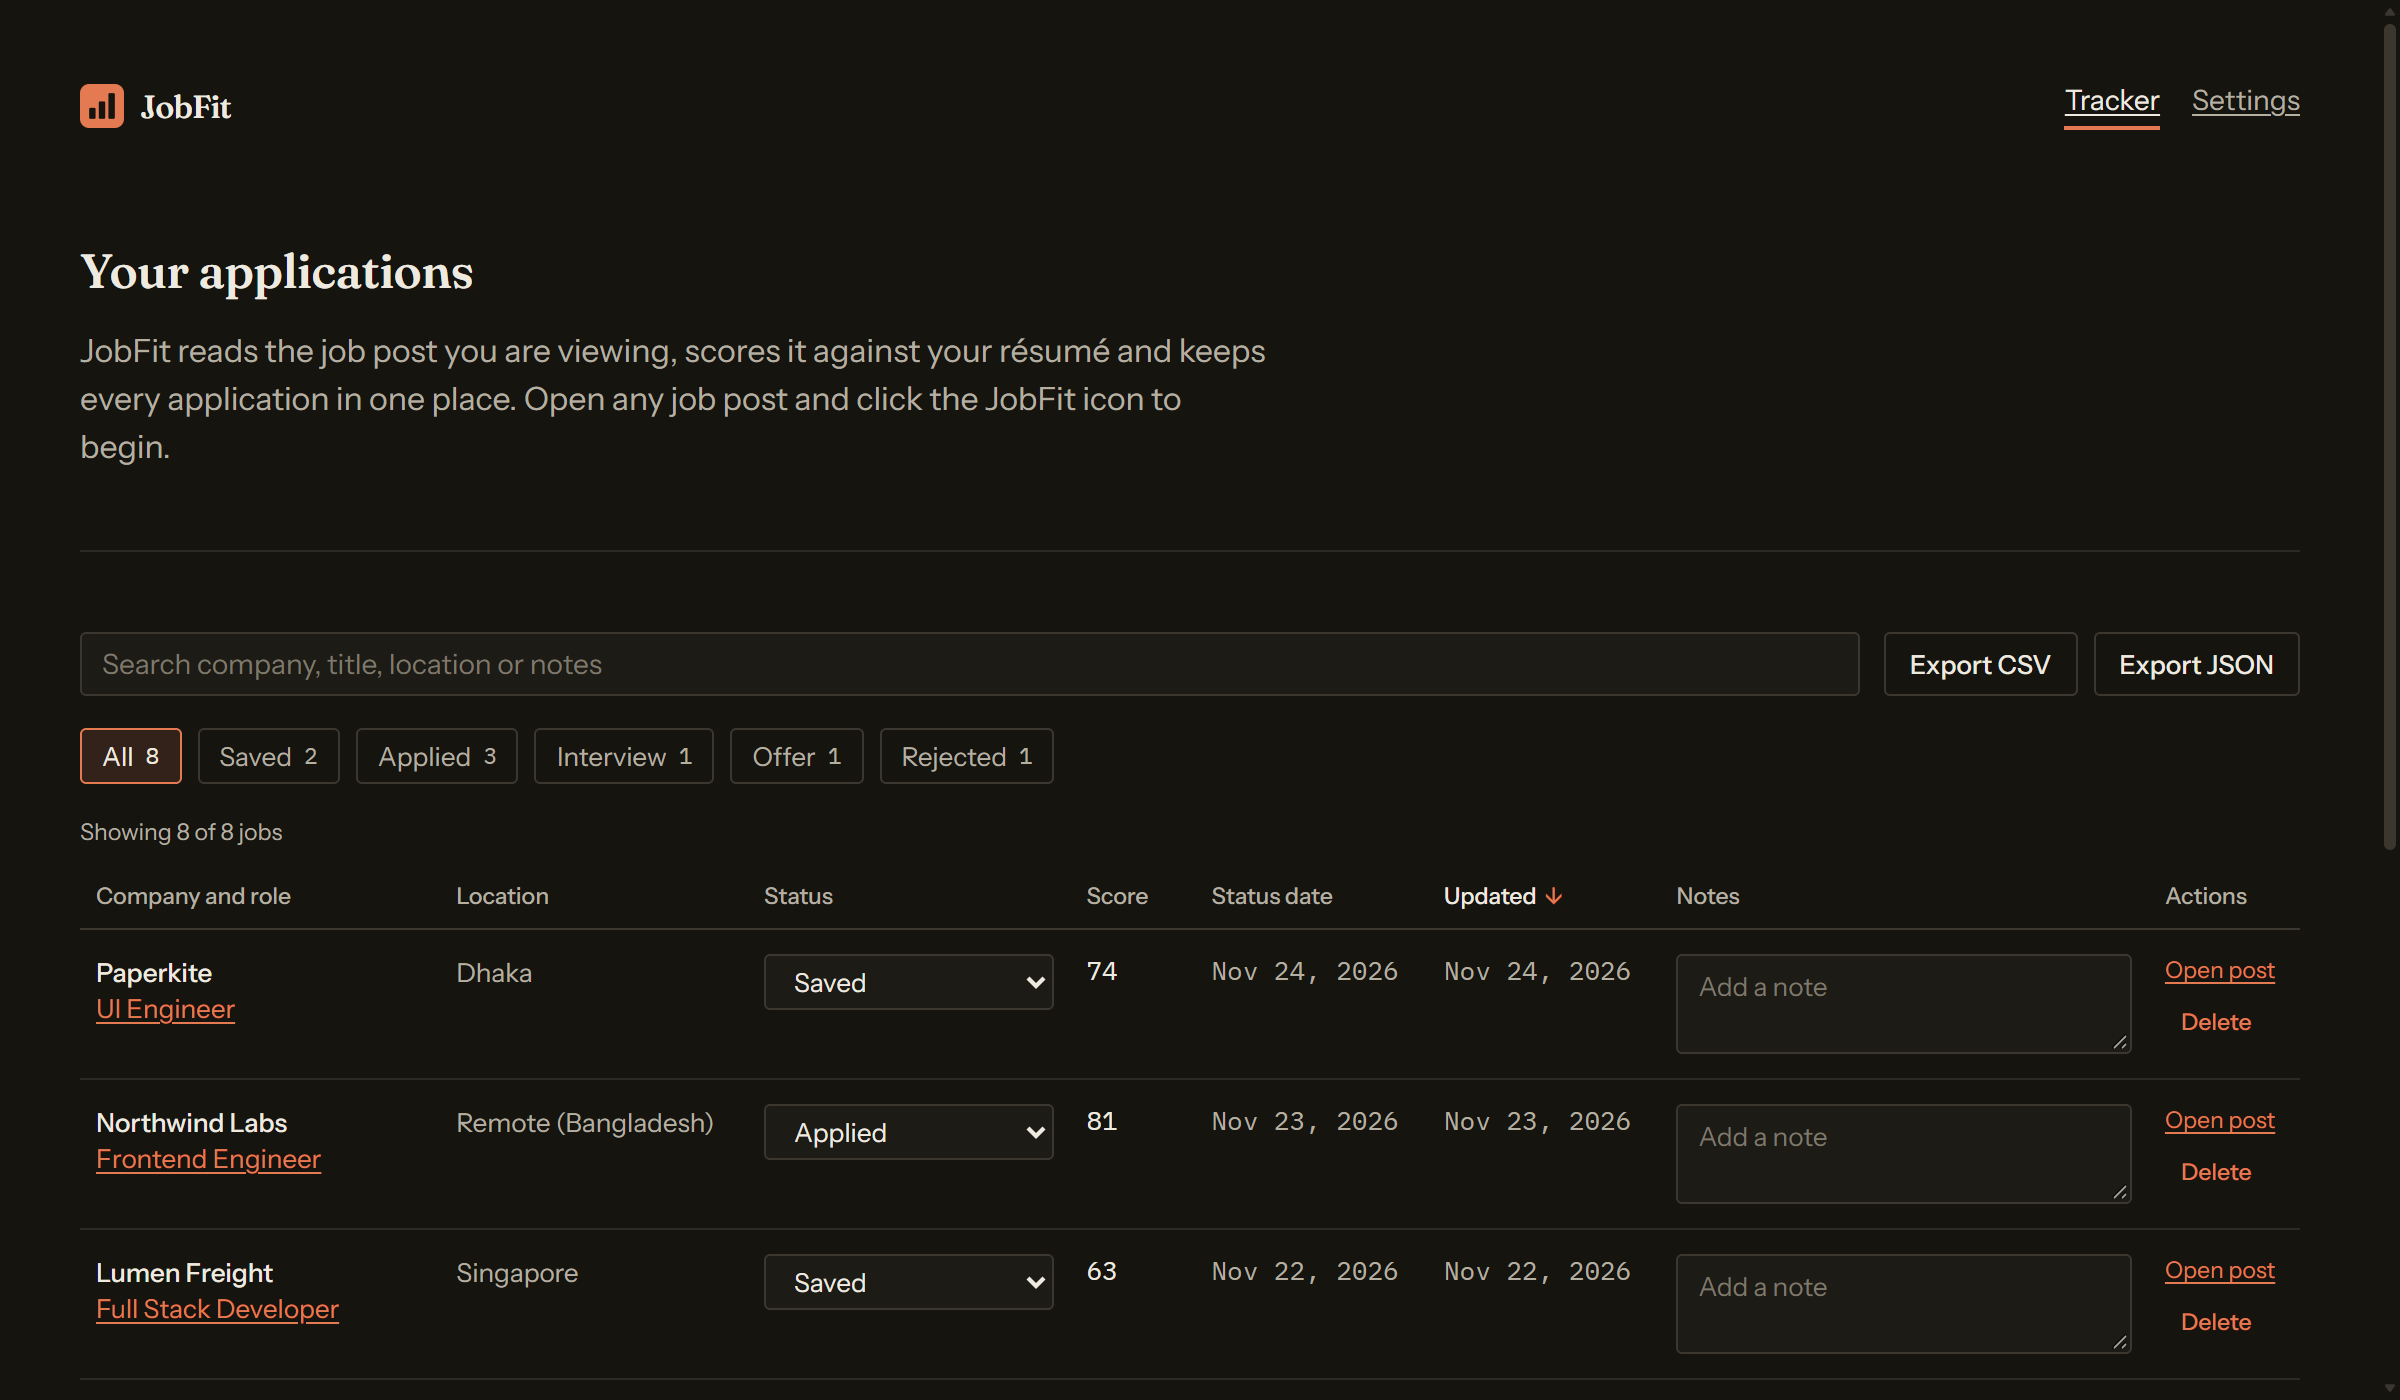 JobFit
Tracker Settings
Your applications
JobFit reads the job post you are viewing, scores it against your résumé and keeps
every application in one place. Open any job post and click the JobFit icon to
begin.
Search company, title, location or notes
Export CSV Export JSON
All 8 Saved 2 Applied 3 Interview 1 Offer 1 Rejected 1
Showing 8 of 8 jobs
Company and role Location Status Score Status date Updated ↓ Notes Actions
Paperkite Dhaka Saved 74 Nov 24, 2026 Nov 24, 2026 Add a note Open post
UI Engineer Delete
Northwind Labs Remote (Bangladesh) Applied 81 Nov 23, 2026 Nov 23, 2026 Add a note Open post
Frontend Engineer Delete
Lumen Freight Singapore Saved 63 Nov 22, 2026 Nov 22, 2026 Add a note Open post
Full Stack Developer Delete